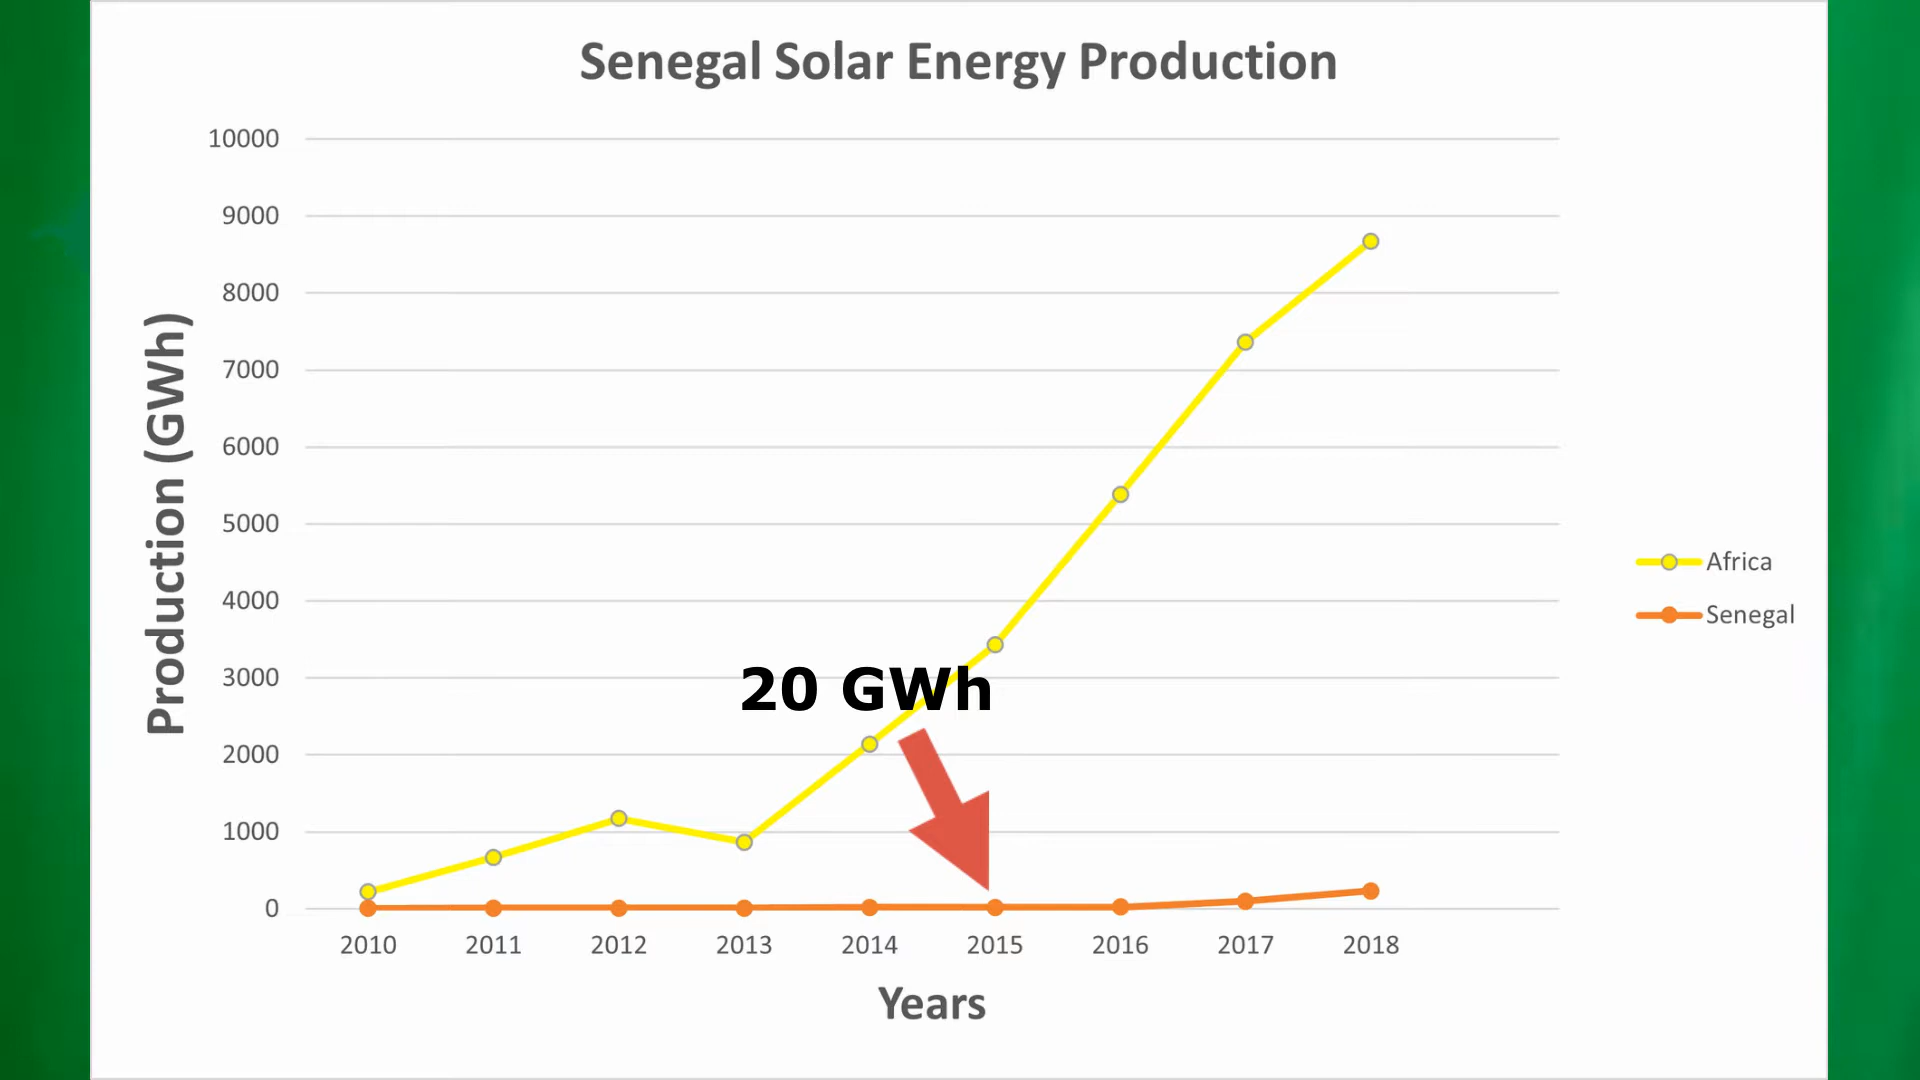 Senegal Solar Energy Production
Production (GWh)
10000
9000
8000
7000
6000
5000
4000
3000
2000
1000
0
20 GWh
2010 2011 2012 2013 2014 2015 2016 2017 2018
Years
Africa
Senegal